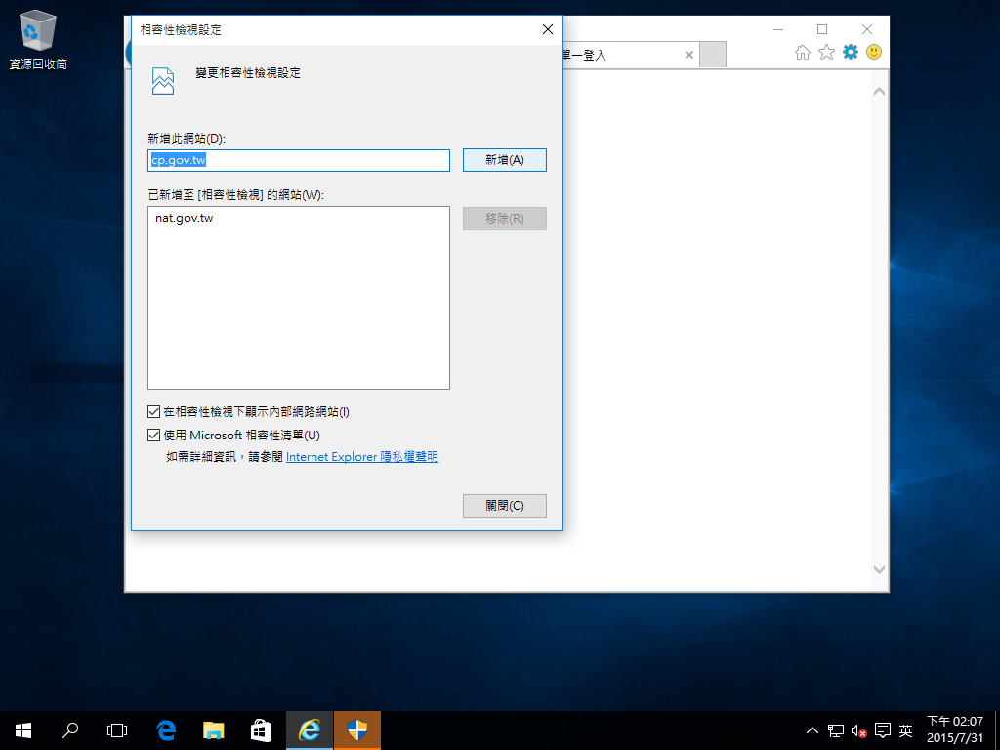 資源回收筒
相容性檢視設定
單一登入
變更相容性檢視設定
新增此網站(D):
cp.gov.tw
新增(A)
已新增至 [相容性檢視] 的網站(W):
nat.gov.tw
移除(R)
在相容性檢視下顯示內部網路網站(I)
使用 Microsoft 相容性清單(U)
如需詳細資訊，請參閱 Internet Explorer 隱私權聲明
關閉(C)
英
下午 02:07
2015/7/31